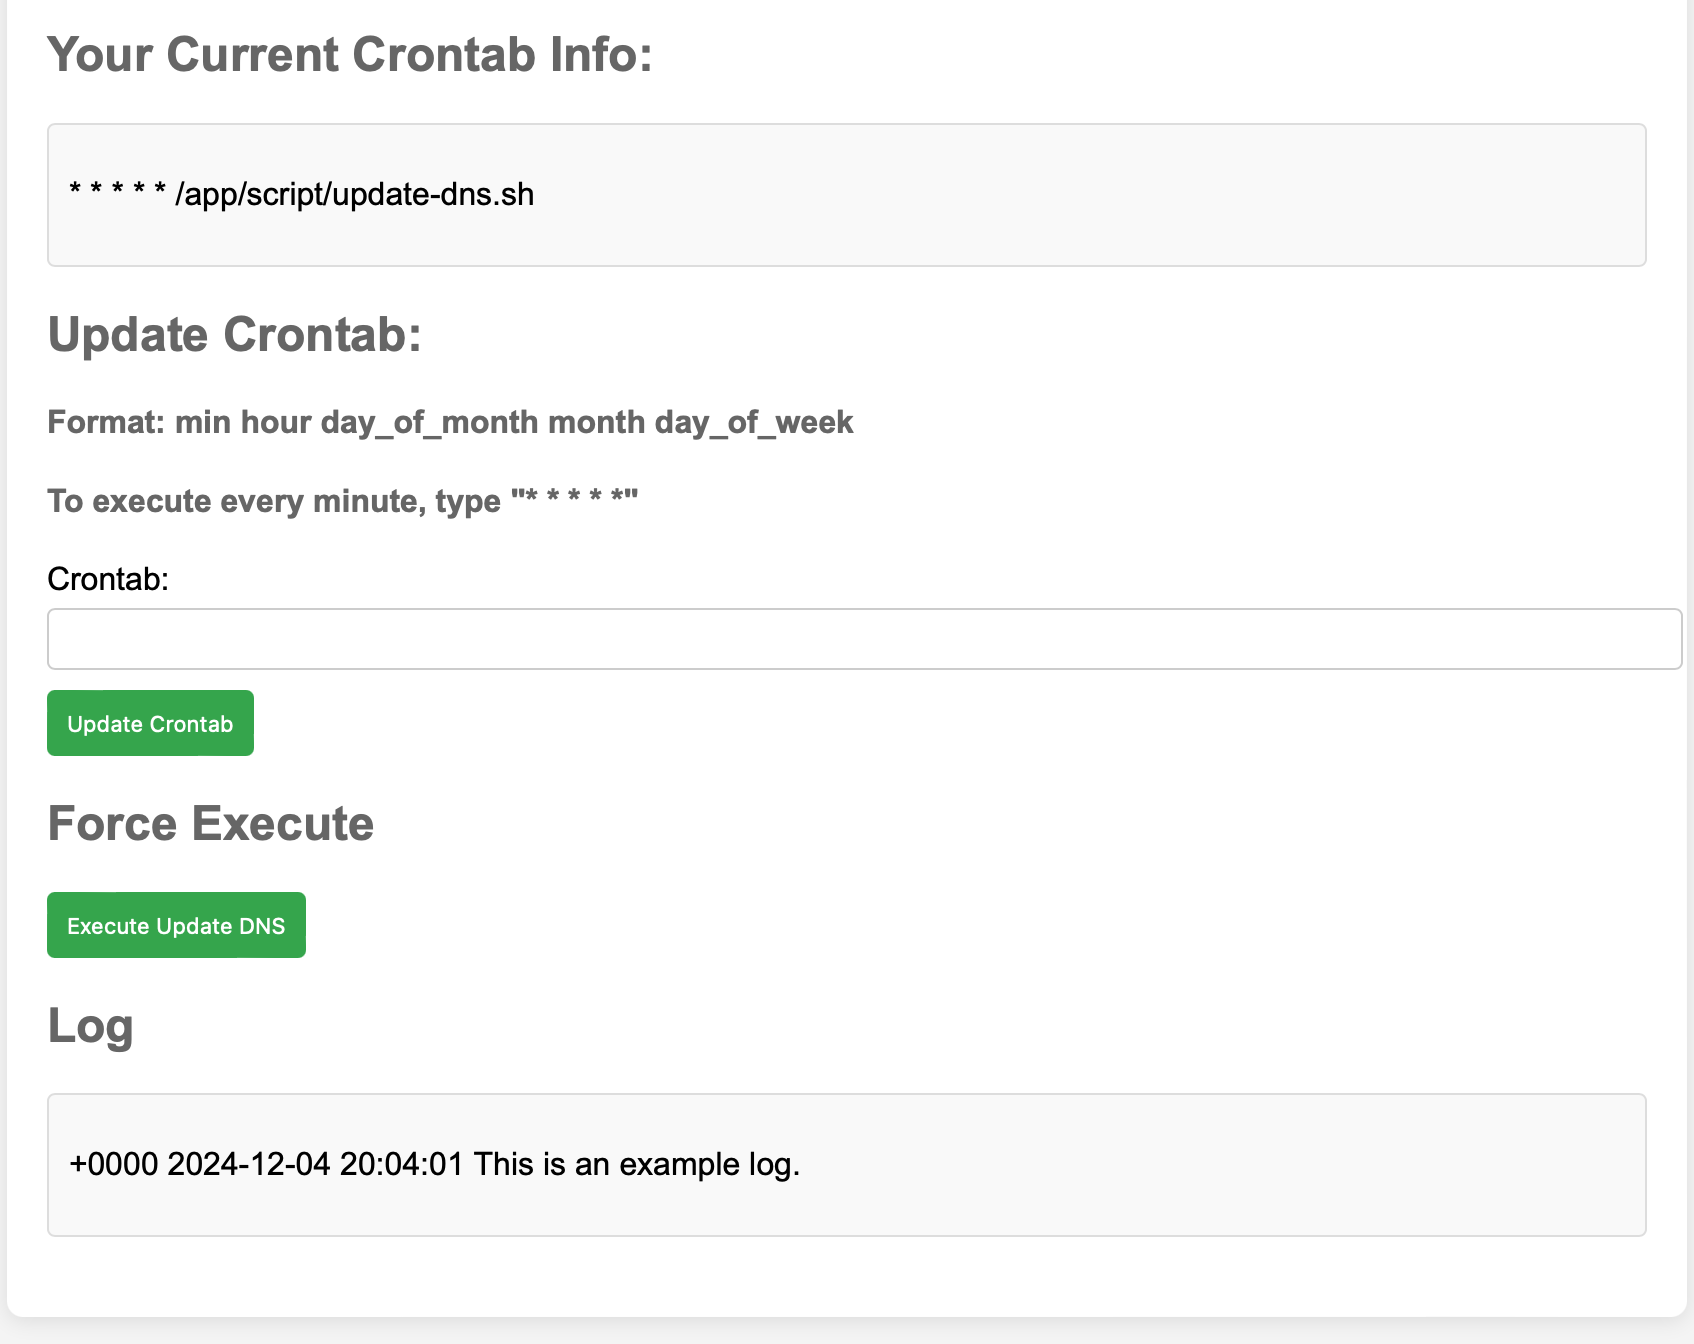 Your Current Crontab Info:
* * * * * /app/script/update-dns.sh
Update Crontab:
Format: min hour day_of_month month day_of_week
To execute every minute, type "* * * * *"
Crontab:
Update Crontab
Force Execute
Execute Update DNS
Log
+0000 2024-12-04 20:04:01 This is an example log.